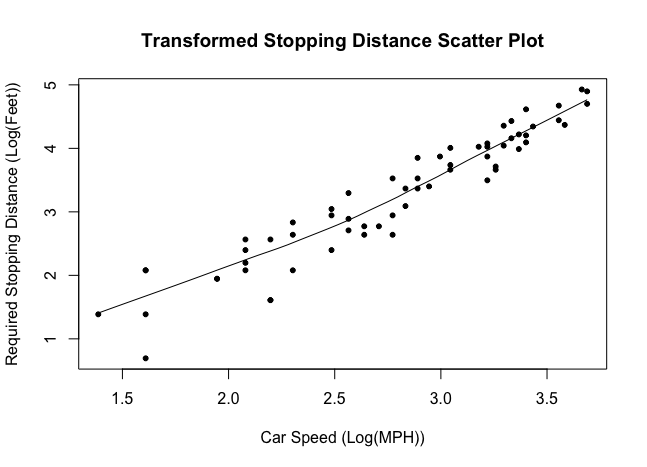 Transformed Stopping Distance Scatter Plot
Required Stopping Distance (Log(Feet))
5
4
3
2
1
1.5 2.0 2.5 3.0 3.5
Car Speed (Log(MPH))